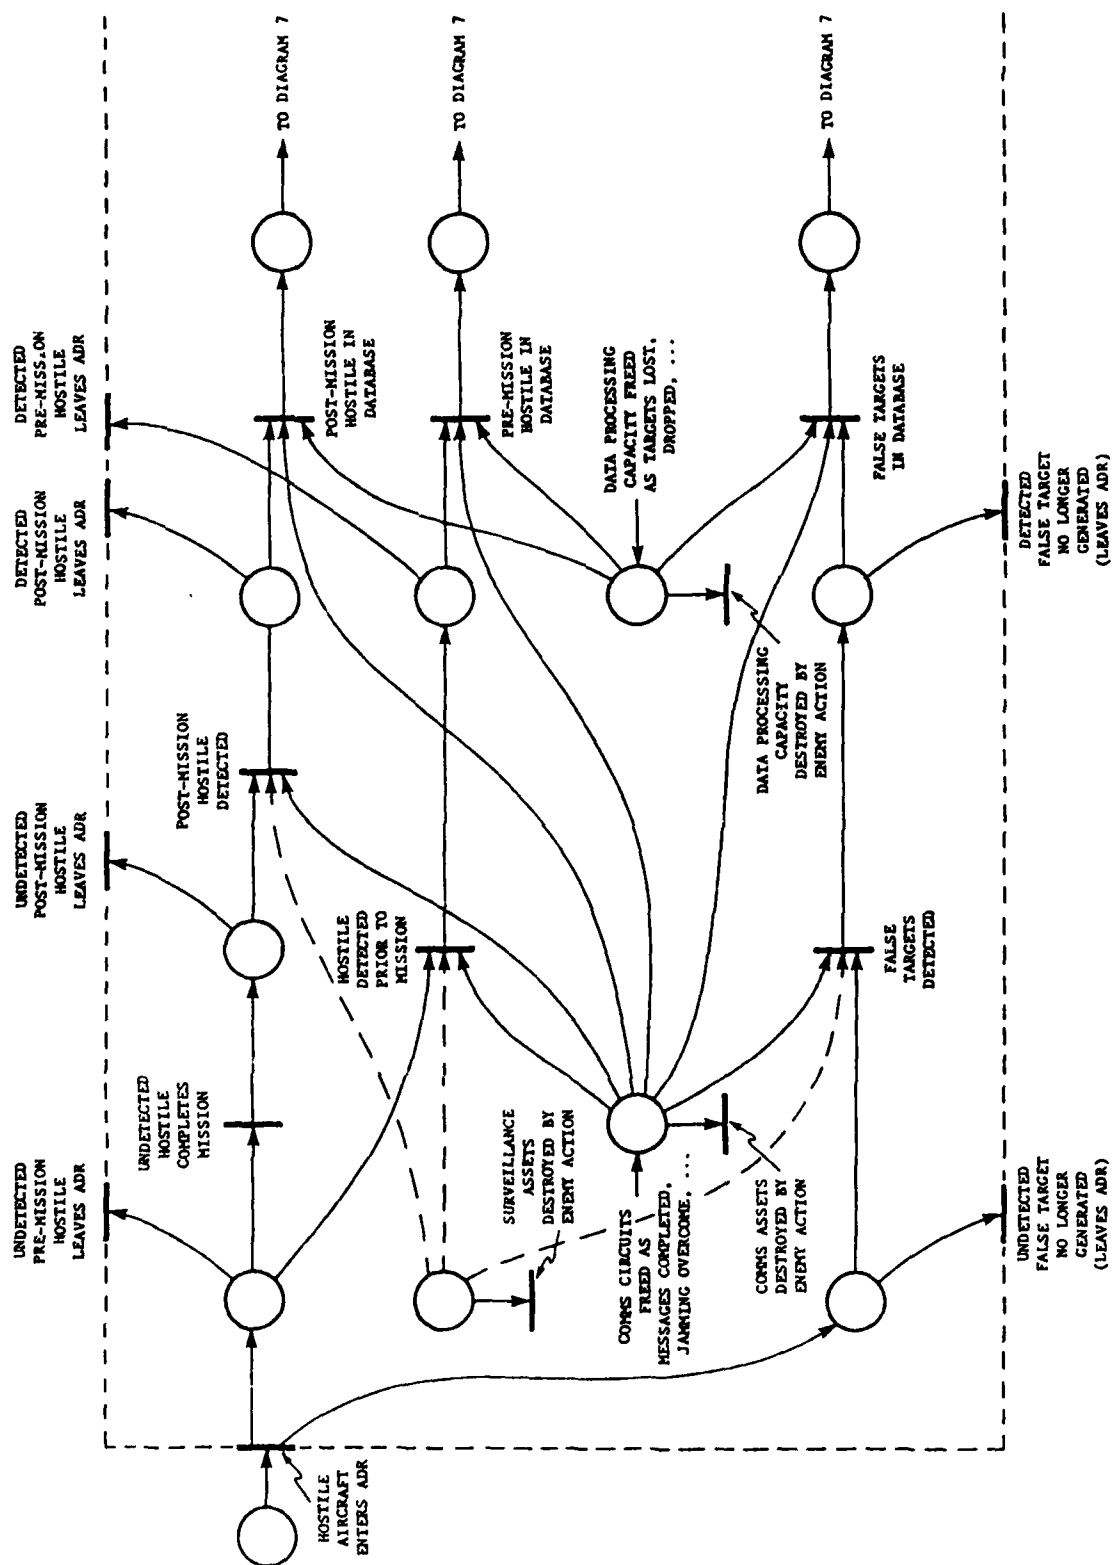 UNDETECTED
PRE-MISSION
HOSTILE
LEAVES ADR
UNDETECTED
POST-MISSION
HOSTILE
LEAVES ADR
DETECTED
POST-MISSION
HOSTILE
LEAVES ADR
DETECTED
PRE-MISS.ON
HOSTILE
LEAVES ADR
HOSTILE
AIRCRAFT
ENTERS ADR
UNDETECTED
HOSTILE
COMPLETES
MISSION
POST-MISSION
HOSTILE
DETECTED
POST-MISSION
HOSTILE IN
DATABASE
TO DIAGRAM 7
HOSTILE
DETECTED
PRIOR TO
MISSION
PRE-MISSION
HOSTILE IN
DATABASE
TO DIAGRAM 7
SURVEILLANCE
ASSETS
DESTROYED BY
ENEMY ACTION
COMMS CIRCUITS
FREED AS
MESSAGES COMPLETED,
JAMMING OVERCOME, ...
DATA PROCESSING
CAPACITY FREED
AS TARGETS LOST,
DROPPED, ...
COMMS ASSETS
DESTROYED BY
ENEMY ACTION
DATA PROCESSING
CAPACITY
DESTROYED BY
ENEMY ACTION
FALSE
TARGETS
DETECTED
FALSE TARGETS
IN DATABASE
TO DIAGRAM 7
UNDETECTED
FALSE TARGET
NO LONGER
GENERATED
(LEAVES ADR)
DETECTED
FALSE TARGET
NO LONGER
GENERATED
(LEAVES ADR)